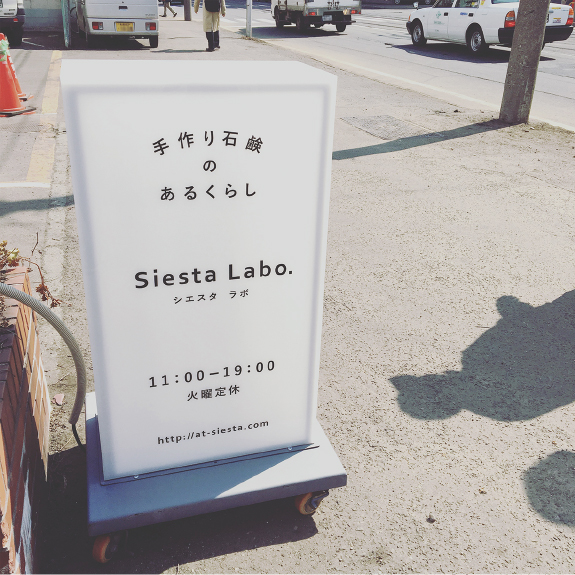 手作り石鹸
の
あるくらし
Siesta Labo.
シエスタ ラボ
11:00−19:00
火曜定休
http://at-siesta.com